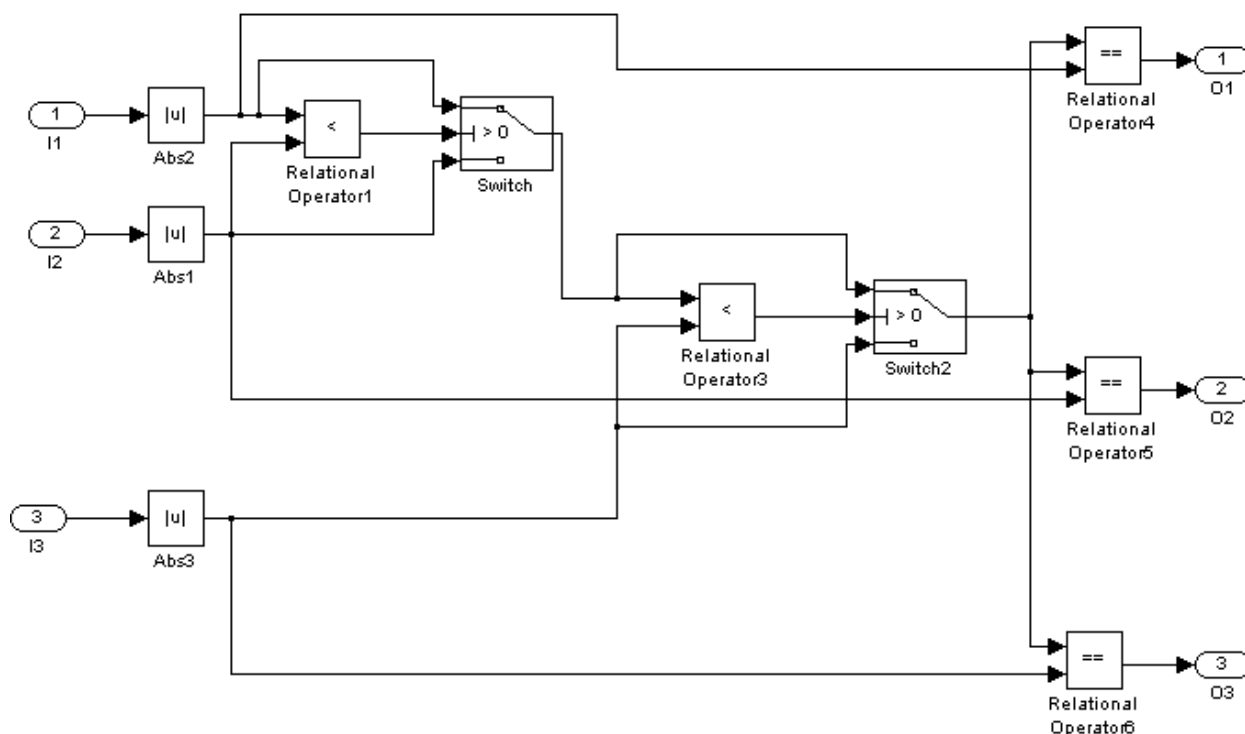 1
I1
|u|
Abs2
<
Relational
Operator1
> 0
Switch
==
Relational
Operator4
1
O1
2
I2
|u|
Abs1
<
Relational
Operator3
> 0
Switch2
==
Relational
Operator5
2
O2
3
I3
|u|
Abs3
==
Relational
Operator6
3
O3